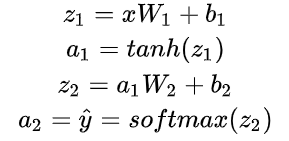 z₁ = xW₁ + b₁
a₁ = tanh(z₁)
z₂ = a₁W₂ + b₂
a₂ = ŷ = softmax(z₂)